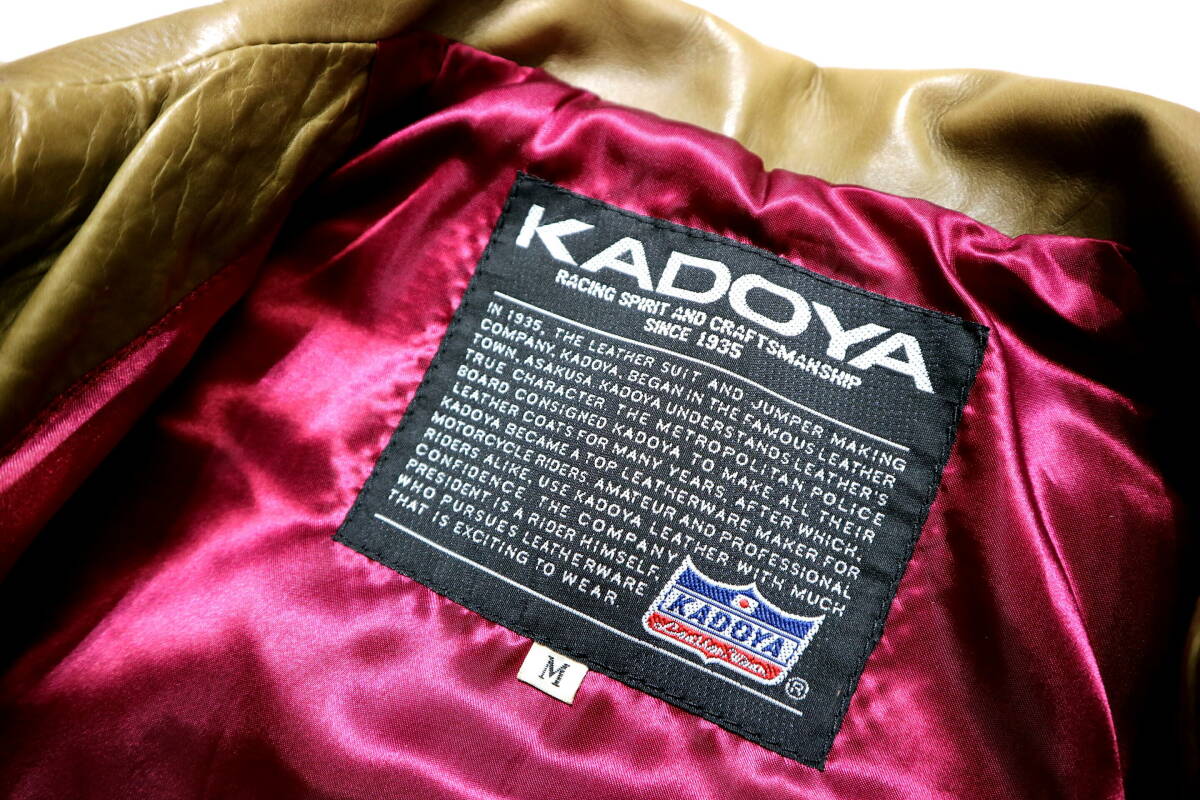 KADOYA
RACING SPIRIT AND CRAFTSMANSHIP
SINCE 1935
IN 1935, THE LEATHER SUIT AND JUMPER MAKING
COMPANY, KADOYA, BEGAN IN THE FAMOUS LEATHER
TOWN, ASAKUSA. KADOYA UNDERSTANDS LEATHER'S
TRUE CHARACTER. THE METROPOLITAN POLICE
BOARD CONSIGNED KADOYA TO MAKE ALL THEIR
LEATHER COATS FOR MANY YEARS, AFTER WHICH,
KADOYA BECAME A TOP LEATHERWARE MAKER FOR
MOTORCYCLE RIDERS. AMATEUR AND PROFESSIONAL
RIDERS ALIKE, USE KADOYA LEATHER WITH MUCH
CONFIDENCE. THE COMPANY
PRESIDENT IS A RIDER HIMSELF,
WHO PURSUES LEATHERWARE
THAT IS EXCITING TO WEAR.
KADOYA
®
M